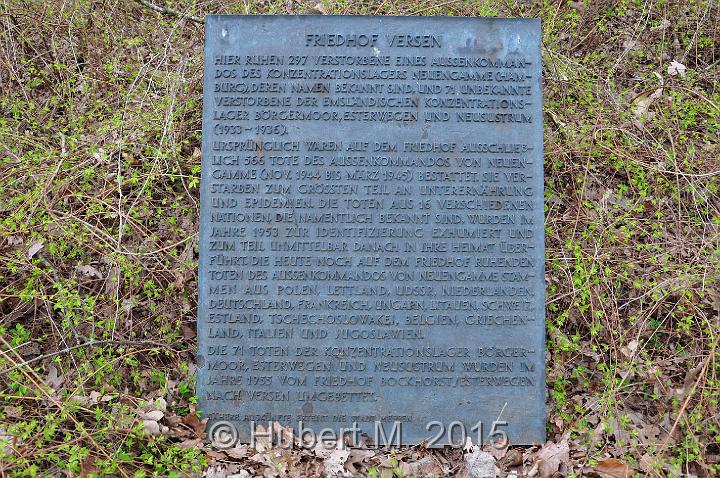 FRIEDHOF VERSEN
HIER RUHEN 297 VERSTORBENE EINES AUSSENKOMMAN-
DOS DES KONZENTRATIONSLAGERS NEUENGAMME (HAM-
BURG), DEREN NAMEN BEKANNT SIND, UND 71 UNBEKANNTE
VERSTORBENE DER EMSLÄNDISCHEN KONZENTRATIONS-
LAGER BÖRGERMOOR, ESTERWEGEN UND NEUSUSTRUM
(1933-1936).
URSPRÜNGLICH WAREN AUF DEM FRIEDHOF AUSSCHLIEß-
LICH 566 TOTE DES AUSSENKOMMANDOS VON NEUEN-
GAMME (NOV. 1944 BIS MÄRZ 1945) BESTATTET. SIE VER-
STARBEN ZUM GRÖSSTEN TEIL AN UNTERERNÄHRUNG
UND EPIDEMIEN. DIE TOTEN AUS 16 VERSCHIEDENEN
NATIONEN, DIE NAMENTLICH BEKANNT SIND, WURDEN IM
JAHRE 1953 ZUR IDENTIFIZIERUNG EXHUMIERT UND
ZUM TEIL UNMITTELBAR DANACH IN IHRE HEIMAT ÜBER-
FÜHRT. DIE HEUTE NOCH AUF DEM FRIEDHOF RUHENDEN
TOTEN DES AUSSENKOMMANDOS VON NEUENGAMME STAM-
MEN AUS POLEN, LETTLAND, UDSSR, NIEDERLANDEN,
DEUTSCHLAND, FRANKREICH, UNGARN, LITAUEN, SCHWEIZ,
ESTLAND, TSCHECHOSLOWAKEI, BELGIEN, GRIECHEN-
LAND, ITALIEN UND JUGOSLAWIEN.
DIE 71 TOTEN DER KONZENTRATIONSLAGER BÖRGER-
MOOR, ESTERWEGEN UND NEUSUSTRUM WURDEN IM
JAHRE 1955 VOM FRIEDHOF BOCKHORST/ESTERWEGEN
NACH VERSEN UMGEBETTET.
NÄHERE AUSKÜNFTE ERTEILT DIE STADT MEPPEN
© Hubert M. 2015 ©